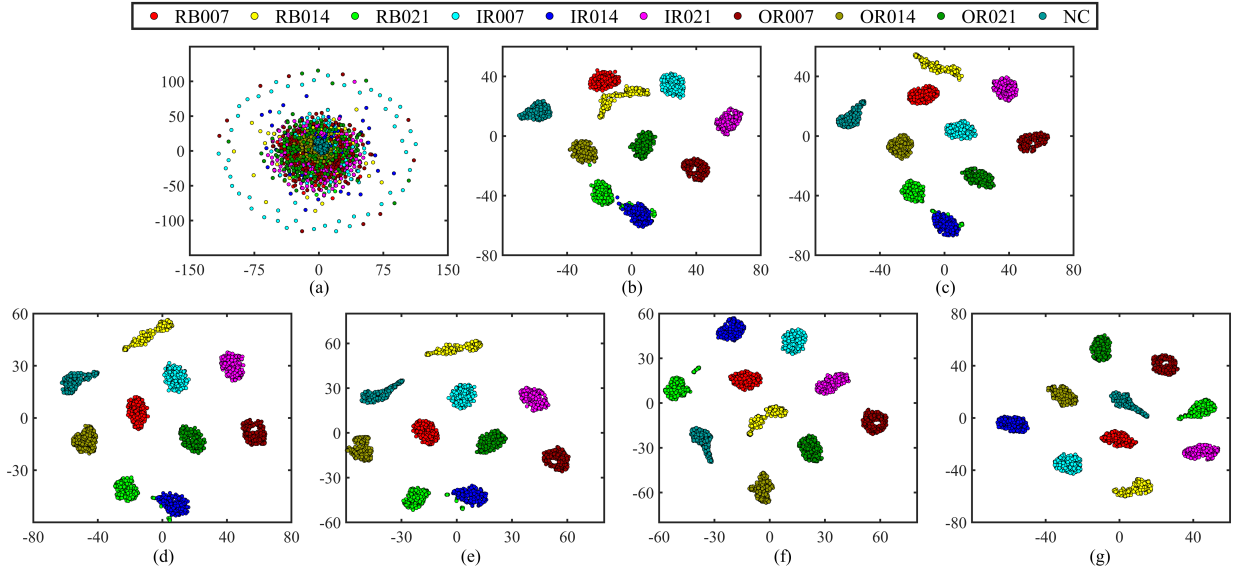 RB007 RB014 RB021 IR007 IR014 IR021 OR007 OR014 OR021 NC
100 50 0 -50 -100
-150 -75 0 75 150
(a)
40 0 -40 -80
-40 0 40 80
(b)
40 0 -40 -80
-40 0 40 80
(c)
60 30 0 -30
-80 -40 0 40 80
(d)
60 30 0 -30 -60
-30 0 30 60
(e)
60 30 0 -30 -60
-60 -30 0 30 60
(f)
80 40 0 -40 -80
-40 0 40
(g)